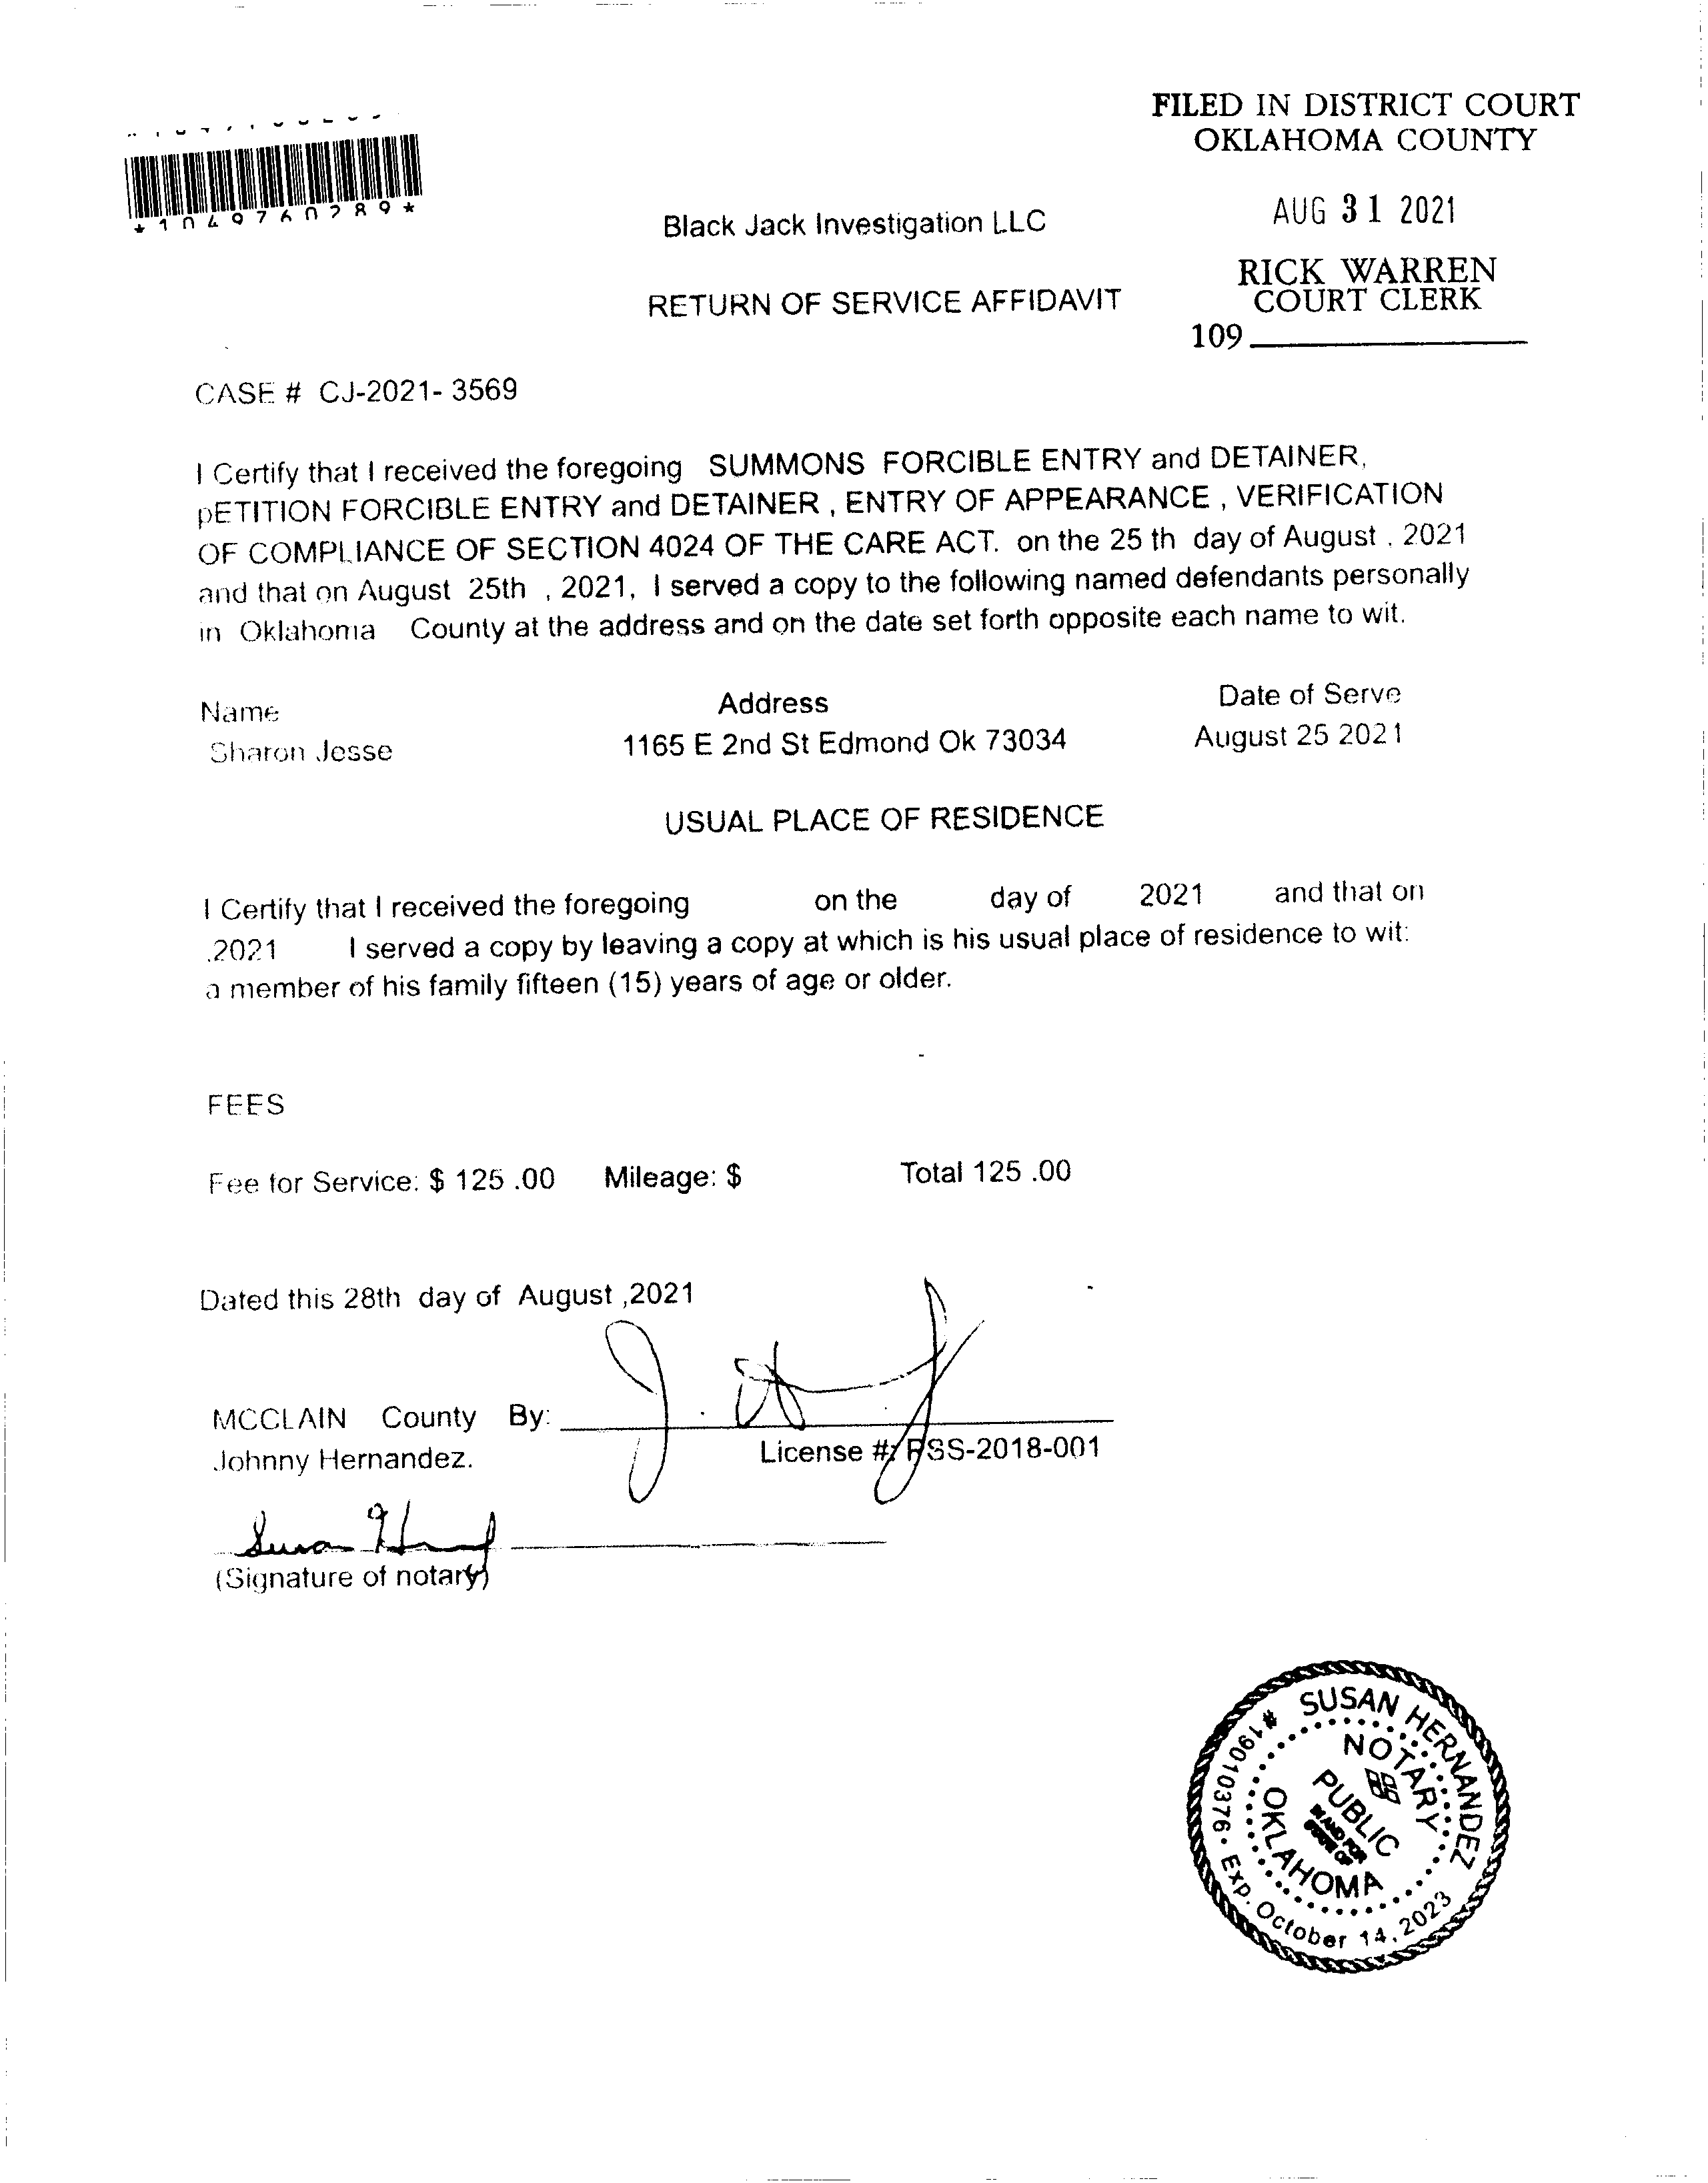 FILED IN DISTRICT COURT
OKLAHOMA COUNTY
AUG 31 2021
RICK WARREN
COURT CLERK
109
*1049760289*
Black Jack Investigation LLC
RETURN OF SERVICE AFFIDAVIT
CASE # CJ-2021- 3569
I Certify that I received the foregoing SUMMONS FORCIBLE ENTRY and DETAINER,
pETITION FORCIBLE ENTRY and DETAINER , ENTRY OF APPEARANCE , VERIFICATION
OF COMPLIANCE OF SECTION 4024 OF THE CARE ACT. on the 25 th day of August , 2021
and that on August 25th , 2021, I served a copy to the following named defendants personally
in Oklahoma County at the address and on the date set forth opposite each name to wit.
Name Address Date of Serve
Sharon Jesse 1165 E 2nd St Edmond Ok 73034 August 25 2021
USUAL PLACE OF RESIDENCE
I Certify that I received the foregoing on the day of 2021 and that on
,2021 I served a copy by leaving a copy at which is his usual place of residence to wit:
a member of his family fifteen (15) years of age or older.
FEES
Fee for Service: $ 125 .00 Mileage: $ Total 125 .00
Dated this 28th day of August ,2021
MCCLAIN County By:
Johnny Hernandez. License #: PSS-2018-001
Susan
(Signature of notary)
SUSAN HERNANDEZ
NOTARY
PUBLIC
IN AND FOR
STATE OF
OKLAHOMA
# 19010376 • Exp. October 14, 2023